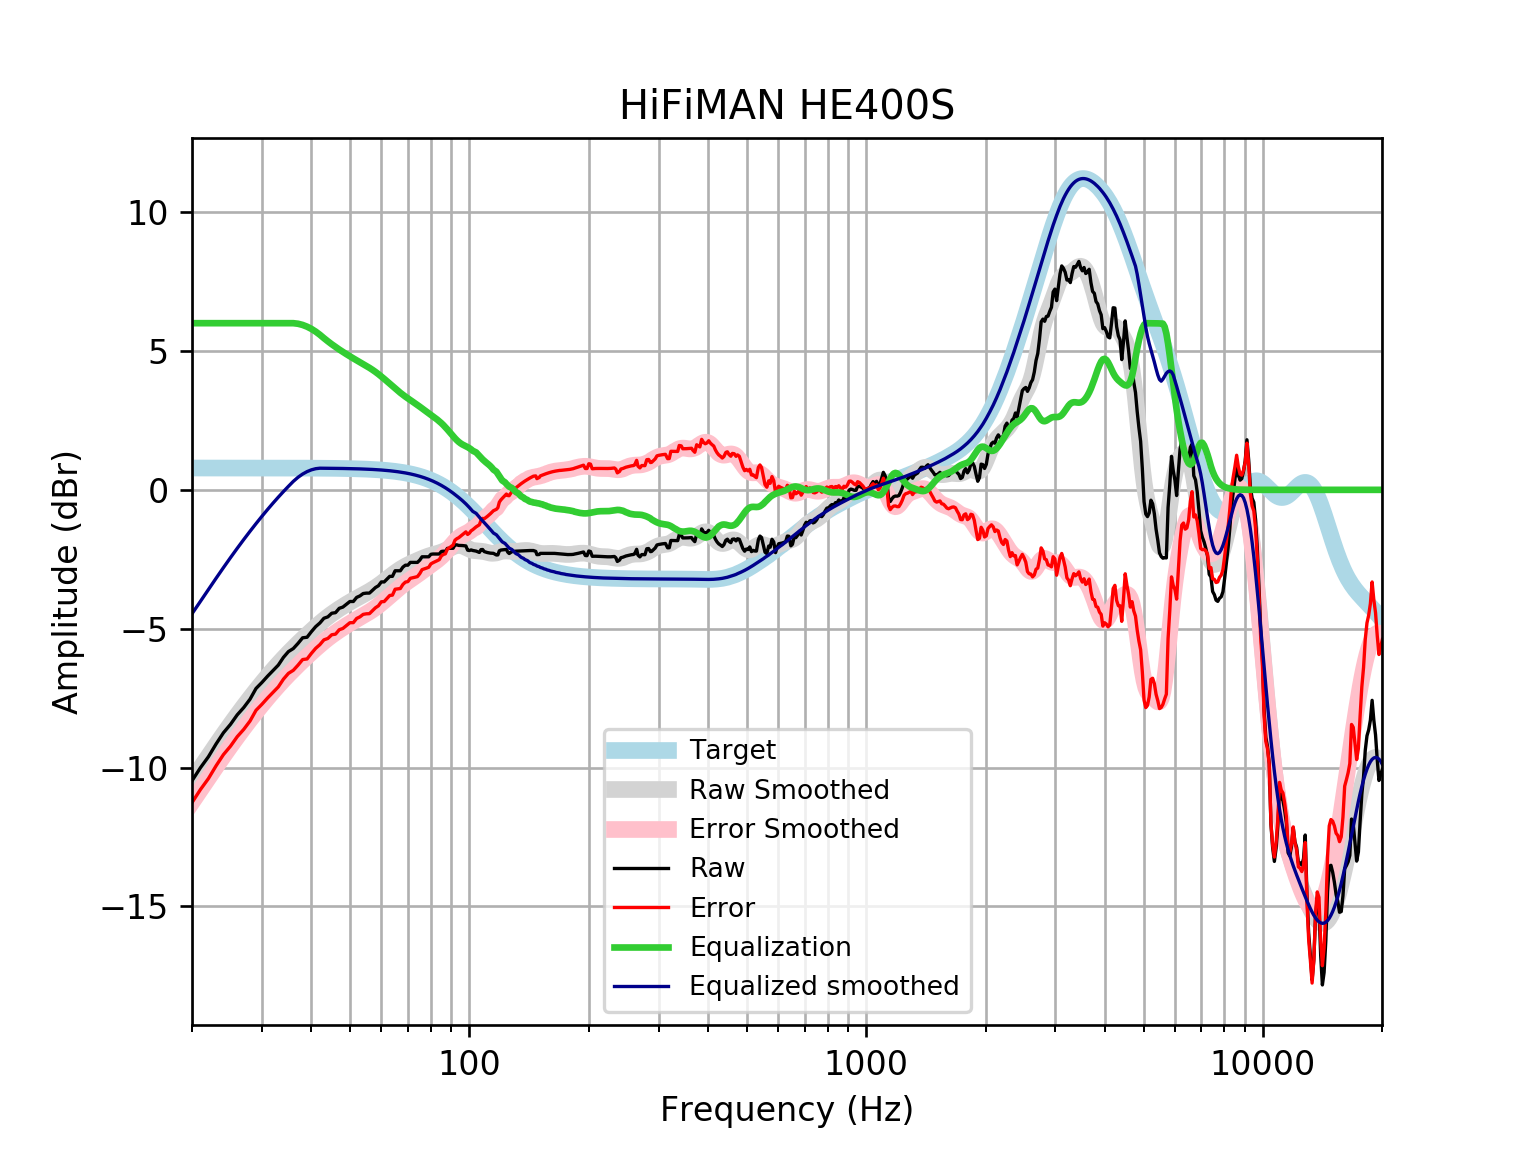 HiFiMAN HE400S
Amplitude (dBr)
10
5
0
−5
−10
−15
Target
Raw Smoothed
Error Smoothed
Raw
Error
Equalization
Equalized smoothed
100
1000
10000
Frequency (Hz)